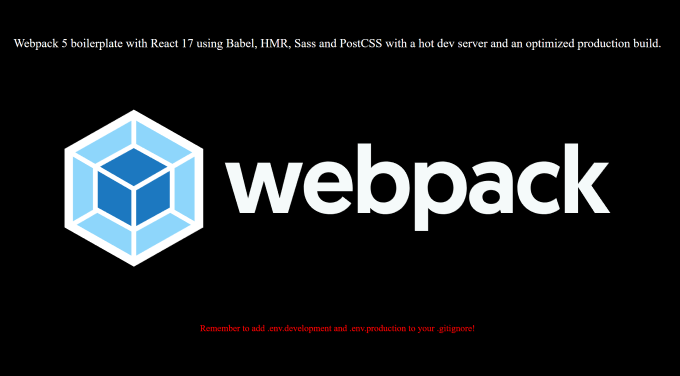 Webpack 5 boilerplate with React 17 using Babel, HMR, Sass and PostCSS with a hot dev server and an optimized production build.
webpack
Remember to add .env.development and .env.production to your .gitignore!